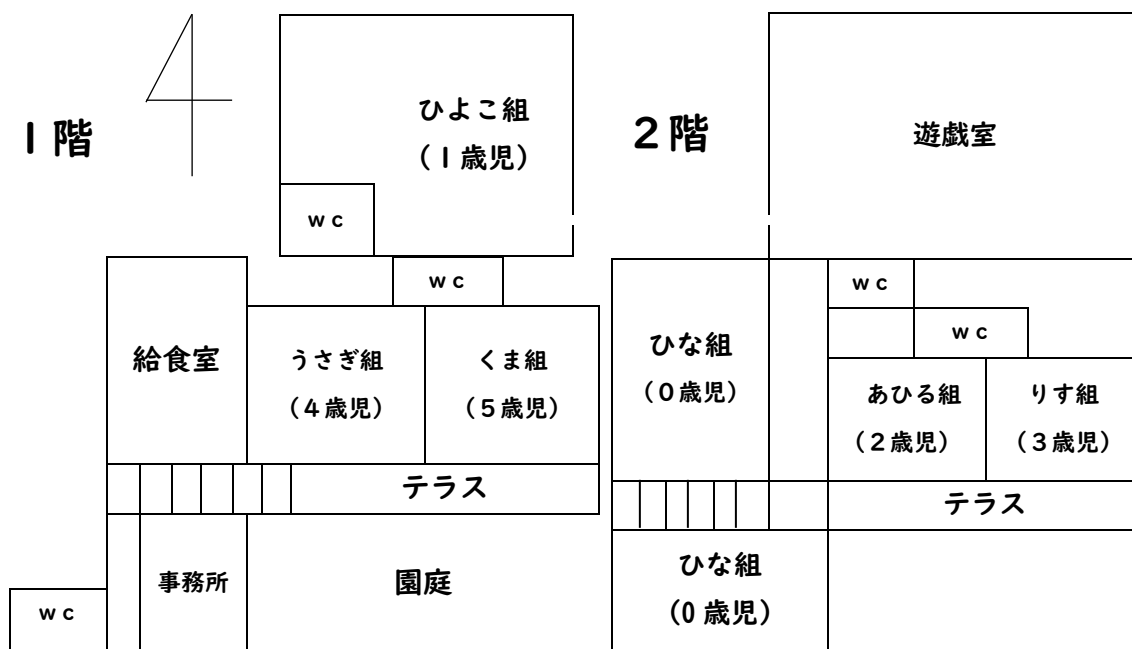 1階
ひよこ組
(1歳児)
wc
wc
給食室
うさぎ組
(4歳児)
くま組
(5歳児)
テラス
事務所
園庭
wc
2階
遊戯室
ひな組
(0歳児)
wc
wc
あひる組
(2歳児)
りす組
(3歳児)
テラス
ひな組
(0歳児)